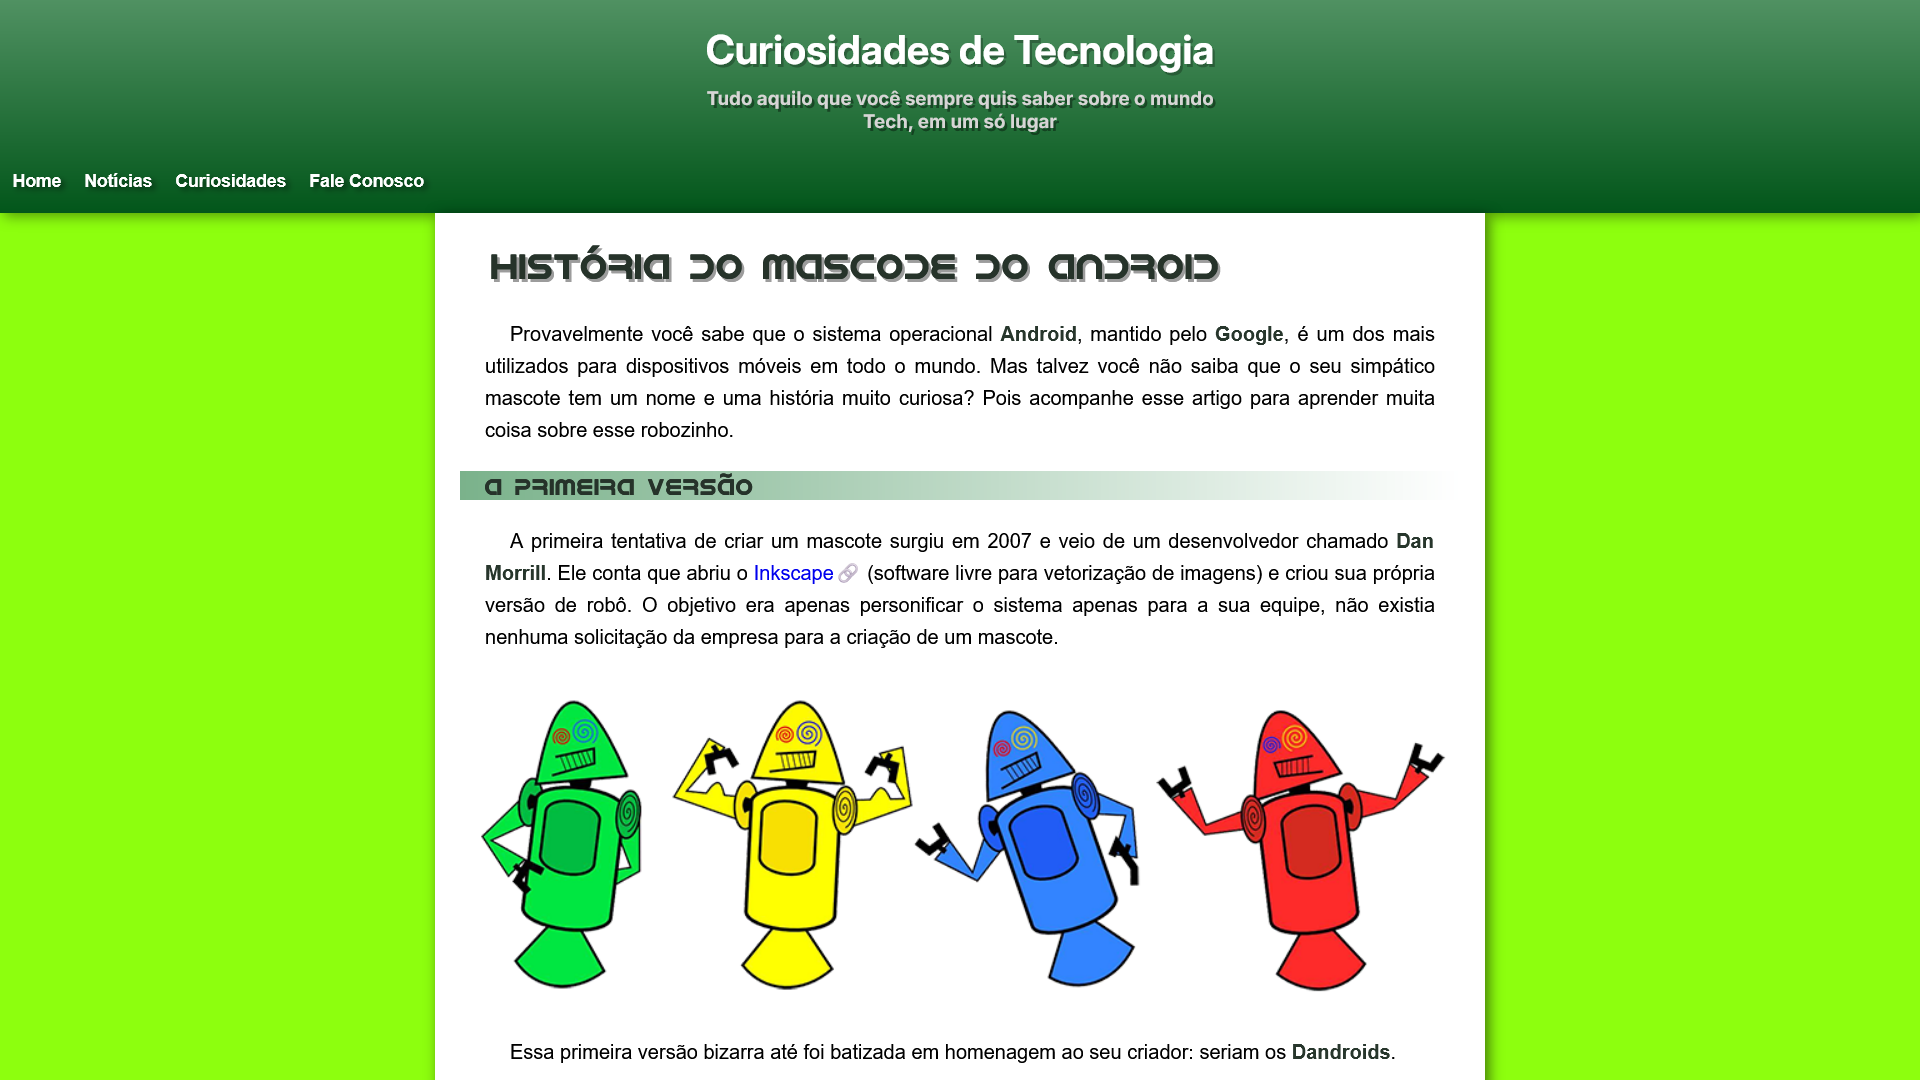 Curiosidades de Tecnologia
Tudo aquilo que você sempre quis saber sobre o mundo
Tech, em um só lugar
Home Notícias Curiosidades Fale Conosco
História do Mascode do Android
Provavelmente você sabe que o sistema operacional Android, mantido pelo Google, é um dos mais
utilizados para dispositivos móveis em todo o mundo. Mas talvez você não saiba que o seu simpático
mascote tem um nome e uma história muito curiosa? Pois acompanhe esse artigo para aprender muita
coisa sobre esse robozinho.
A primeira versão
A primeira tentativa de criar um mascote surgiu em 2007 e veio de um desenvolvedor chamado Dan
Morrill. Ele conta que abriu o Inkscape (software livre para vetorização de imagens) e criou sua própria
versão de robô. O objetivo era apenas personificar o sistema apenas para a sua equipe, não existia
nenhuma solicitação da empresa para a criação de um mascote.
Essa primeira versão bizarra até foi batizada em homenagem ao seu criador: seriam os Dandroids.